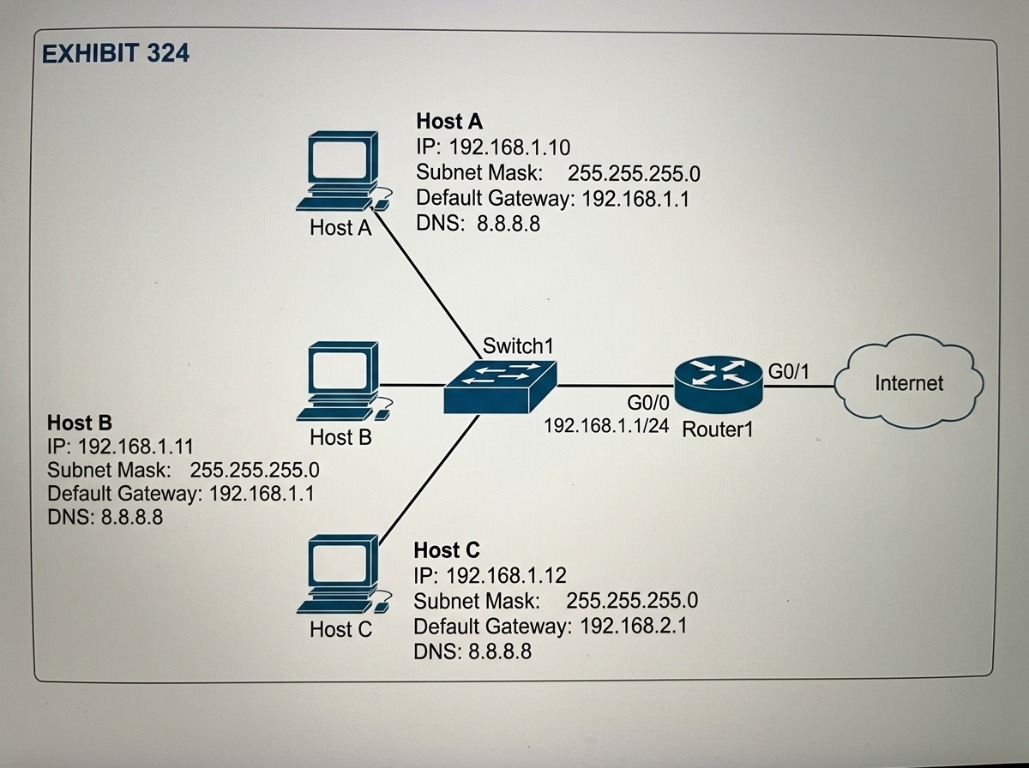 EXHIBIT 324
Host A
IP: 192.168.1.10
Subnet Mask: 255.255.255.0
Default Gateway: 192.168.1.1
DNS: 8.8.8.8
Host A
Switch1
G0/1
Internet
G0/0
192.168.1.1/24
Router1
Host B
Host B
IP: 192.168.1.11
Subnet Mask: 255.255.255.0
Default Gateway: 192.168.1.1
DNS: 8.8.8.8
Host C
IP: 192.168.1.12
Subnet Mask: 255.255.255.0
Default Gateway: 192.168.2.1
DNS: 8.8.8.8
Host C